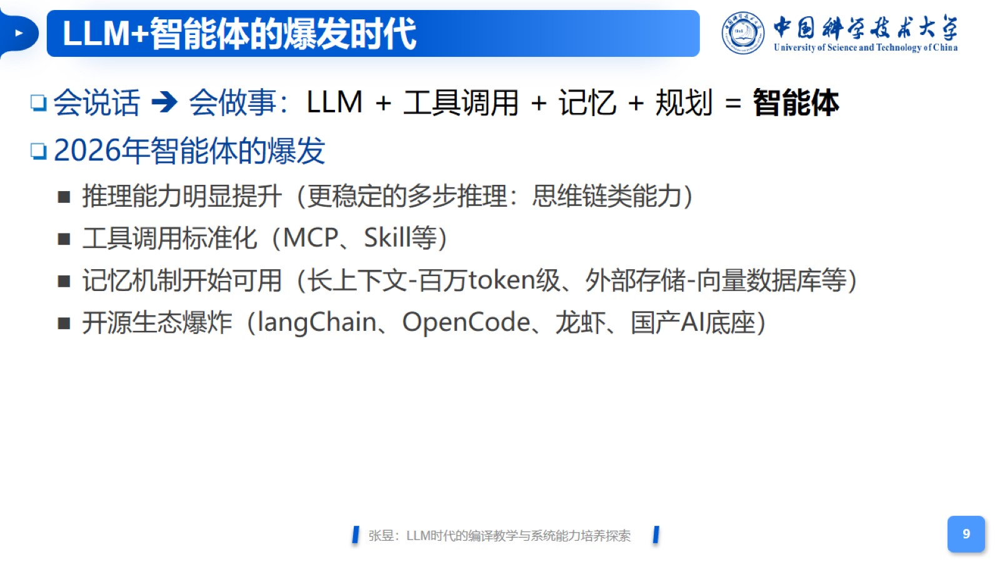 LLM+智能体的爆发时代
中国科学技术大学
University of Science and Technology of China
会说话 ➔ 会做事：LLM + 工具调用 + 记忆 + 规划 = 智能体
2026年智能体的爆发
推理能力明显提升（更稳定的多步推理：思维链类能力）
工具调用标准化（MCP、Skill等）
记忆机制开始可用（长上下文-百万token级、外部存储-向量数据库等）
开源生态爆炸（langChain、OpenCode、龙虾、国产AI底座）
张昱：LLM时代的编译教学与系统能力培养探索
9